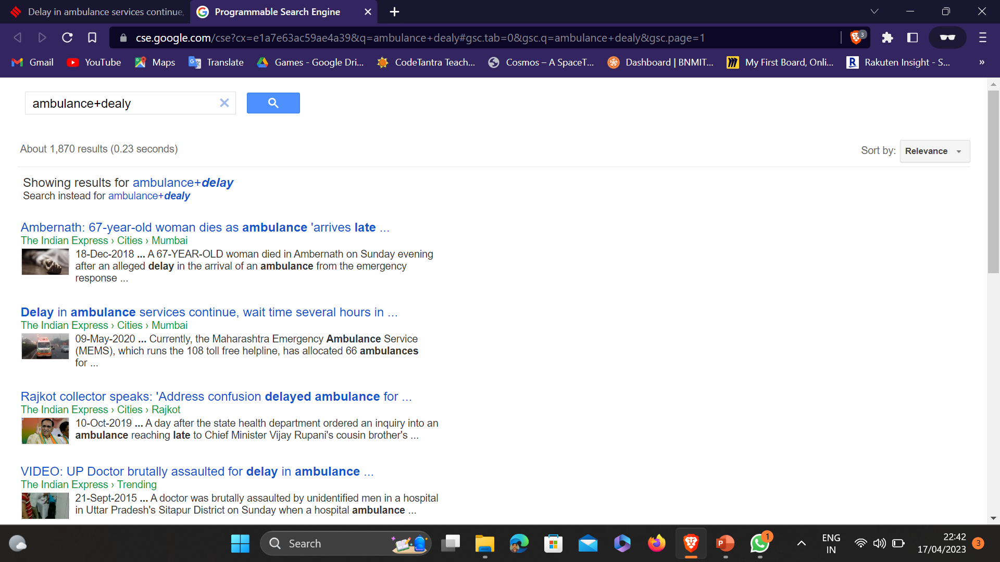 Delay in ambulance services continue,
Programmable Search Engine
cse.google.com/cse?cx=e1a7e63ac59ae4a39&q=ambulance+dealy#gsc.tab=0&gsc.q=ambulance+dealy&gsc.page=1
3
Gmail YouTube Maps Translate Games - Google Dri... CodeTantra Teach... Cosmos – A SpaceT... Dashboard | BNMIT... My First Board, Onli... Rakuten Insight - S... »
ambulance+dealy
About 1,870 results (0.23 seconds)
Sort by: Relevance
Showing results for ambulance+delay
Search instead for ambulance+dealy
Ambernath: 67-year-old woman dies as ambulance 'arrives late ...
The Indian Express › Cities › Mumbai
18-Dec-2018 ... A 67-YEAR-OLD woman died in Ambernath on Sunday evening
after an alleged delay in the arrival of an ambulance from the emergency
response ...
Delay in ambulance services continue, wait time several hours in ...
The Indian Express › Cities › Mumbai
09-May-2020 ... Currently, the Maharashtra Emergency Ambulance Service
(MEMS), which runs the 108 toll free helpline, has allocated 66 ambulances
for ...
Rajkot collector speaks: 'Address confusion delayed ambulance for ...
The Indian Express › Cities › Rajkot
10-Oct-2019 ... A day after the state health department ordered an inquiry into an
ambulance reaching late to Chief Minister Vijay Rupani's cousin brother's ...
VIDEO: UP Doctor brutally assaulted for delay in ambulance ...
The Indian Express › Trending
21-Sept-2015 ... A doctor was brutally assaulted by unidentified men in a hospital
in Uttar Pradesh's Sitapur District on Sunday when a hospital ambulance ...
Search
P
1
ENG
IN
22:42
17/04/2023
3